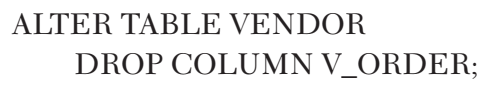 ALTER TABLE VENDOR
DROP COLUMN V_ORDER;